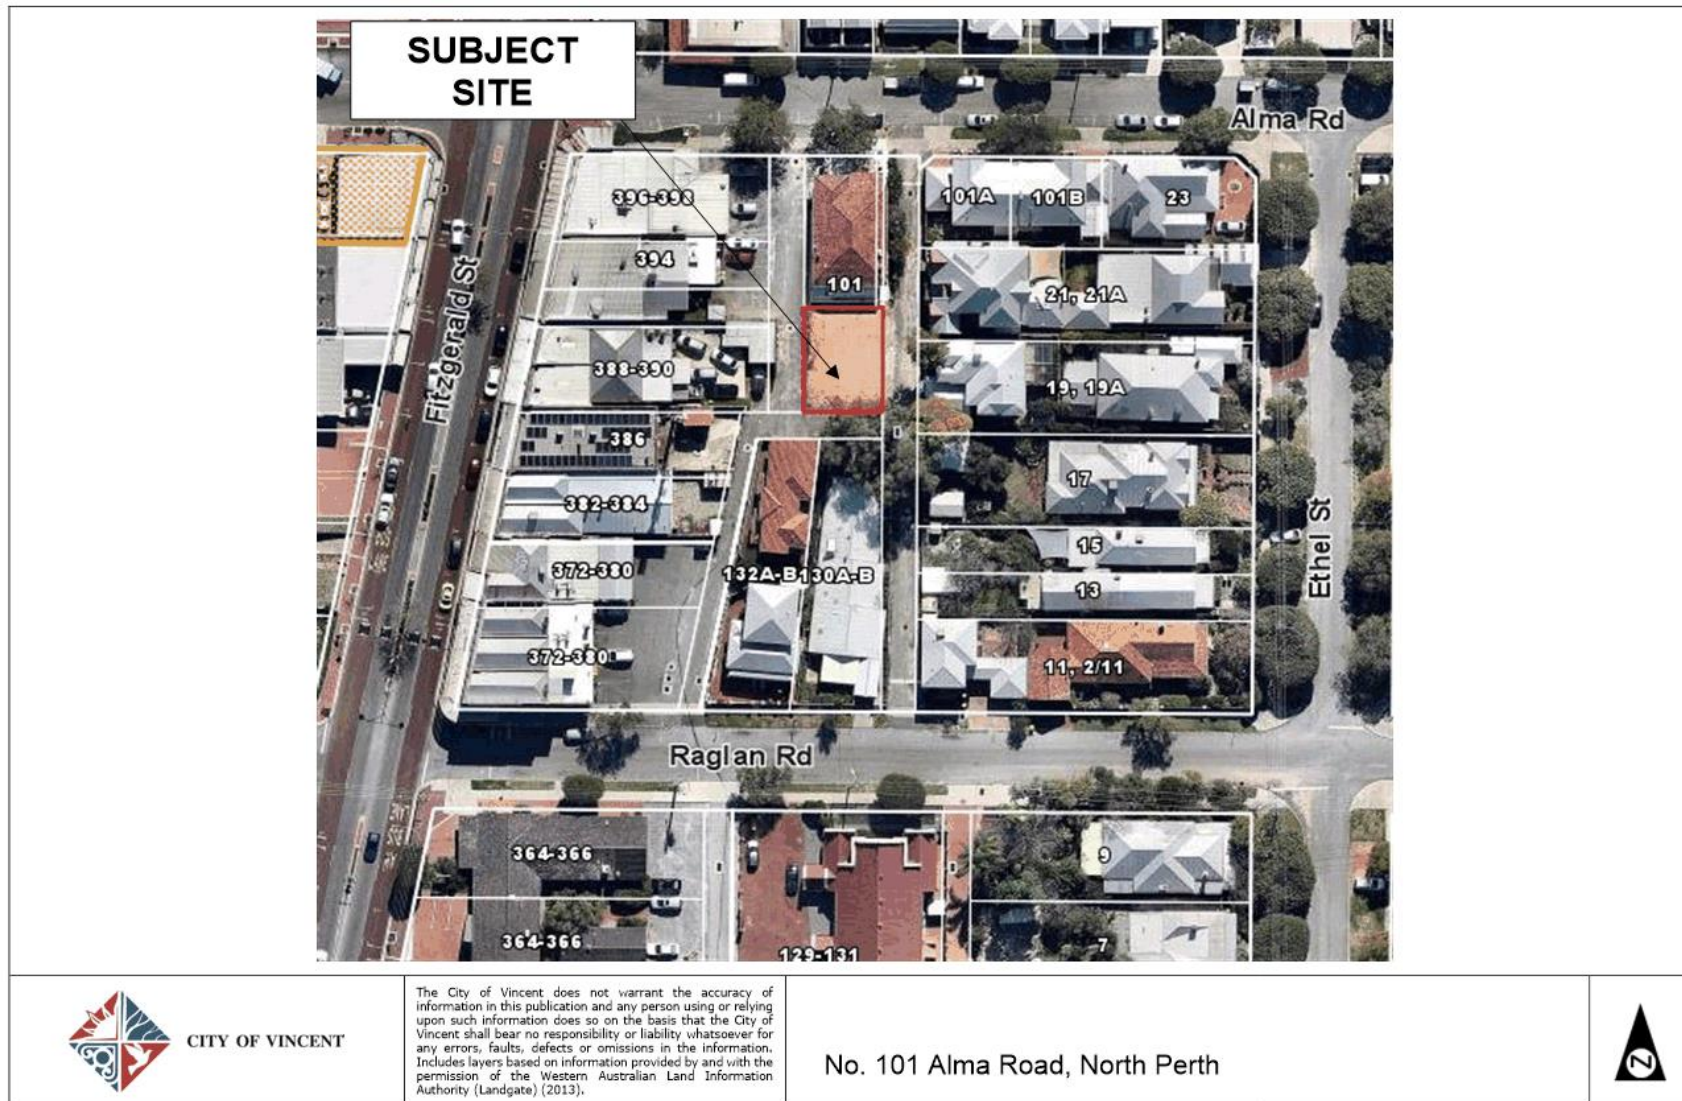 SUBJECT
SITE
Alma Rd
396-398
101A
101B
23
394
101
21, 21A
Fitzgerald St
388-390
19, 19A
386
17
382-384
15
Ethel St
372-380
132A-B
130A-B
13
372-380
11, 2/11
Raglan Rd
364-366
9
364-366
129-131
7
CITY OF VINCENT
The City of Vincent does not warrant the accuracy of
information in this publication and any person using or relying
upon such information does so on the basis that the City of
Vincent shall bear no responsibility or liability whatsoever for
any errors, faults, defects or omissions in the information.
Includes layers based on information provided by and with the
permission of the Western Australian Land Information
Authority (Landgate) (2013).
No. 101 Alma Road, North Perth
N